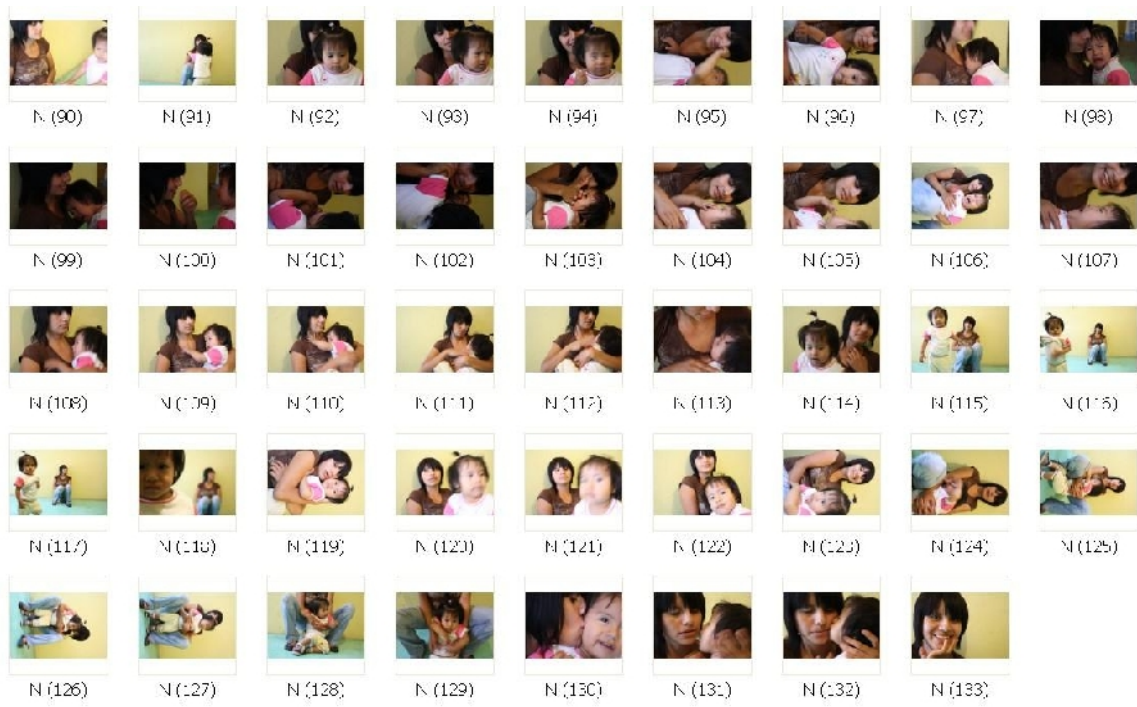 N (90) N (91) N (92) N (93) N (94) N (95) N (96) N (97) N (98)
N (99) N (100) N (101) N (102) N (103) N (104) N (105) N (106) N (107)
N (108) N (109) N (110) N (111) N (112) N (113) N (114) N (115) N (116)
N (117) N (118) N (119) N (120) N (121) N (122) N (123) N (124) N (125)
N (126) N (127) N (128) N (129) N (130) N (131) N (132) N (133)